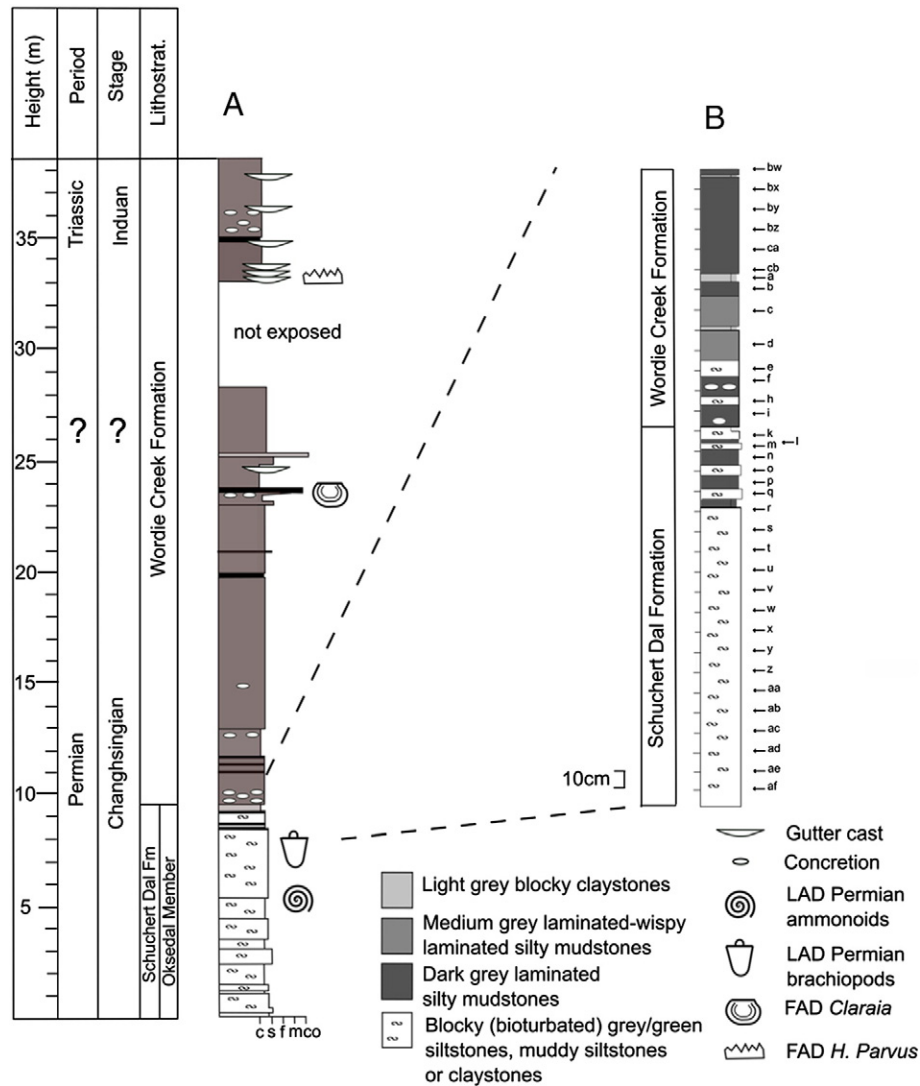 Height (m)
Period
Stage
Lithostrat.
A
B
35
30
25
20
15
10
5
Triassic
?
Permian
Induan
?
Changhsingian
Wordie Creek Formation
Schuchert Dal Fm
Oksedal Member
not exposed
c s f m co
Wordie Creek Formation
Schuchert Dal Formation
10cm
bw
bx
by
bz
ca
cb
a
b
c
d
e
f
h
i
k
l
m
n
o
p
q
r
s
t
u
v
w
x
y
z
aa
ab
ac
ad
ae
af
Light grey blocky claystones
Medium grey laminated-wispy
laminated silty mudstones
Dark grey laminated
silty mudstones
Blocky (bioturbated) grey/green
siltstones, muddy siltstones
or claystones
Gutter cast
Concretion
LAD Permian
ammonoids
LAD Permian
brachiopods
FAD Claraia
FAD H. Parvus